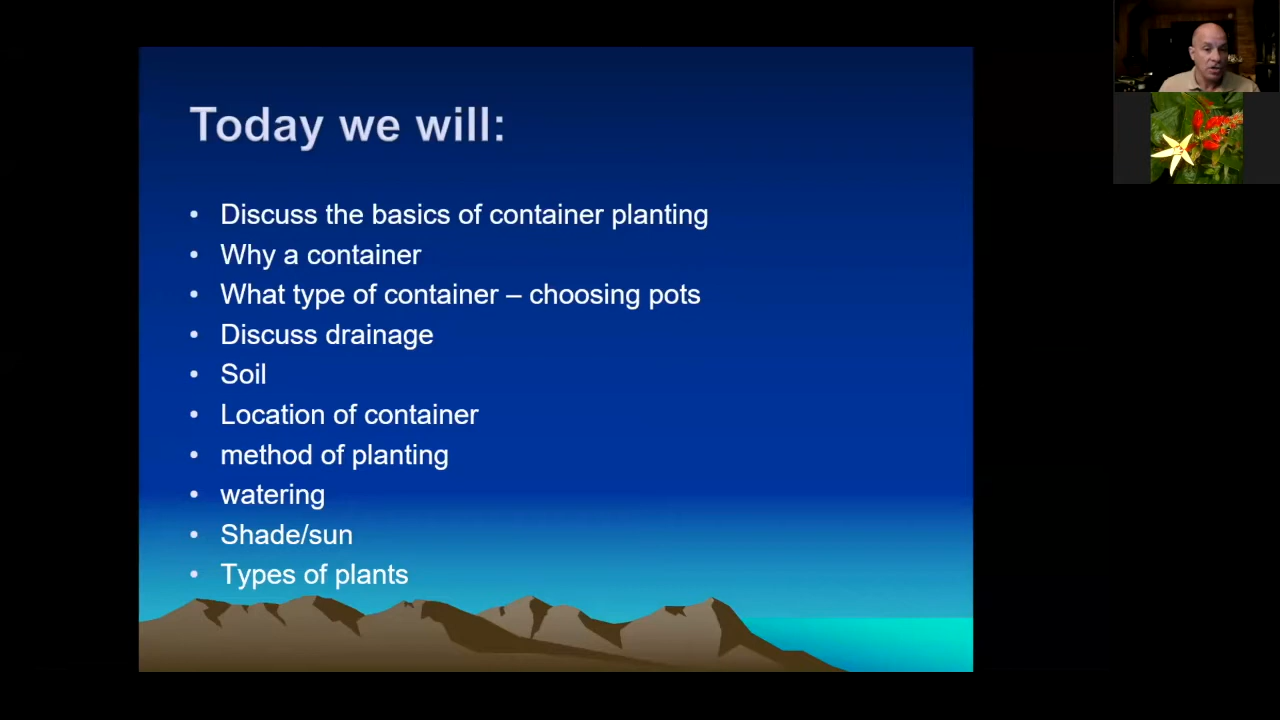 Today we will:
• Discuss the basics of container planting
• Why a container
• What type of container – choosing pots
• Discuss drainage
• Soil
• Location of container
• method of planting
• watering
• Shade/sun
• Types of plants